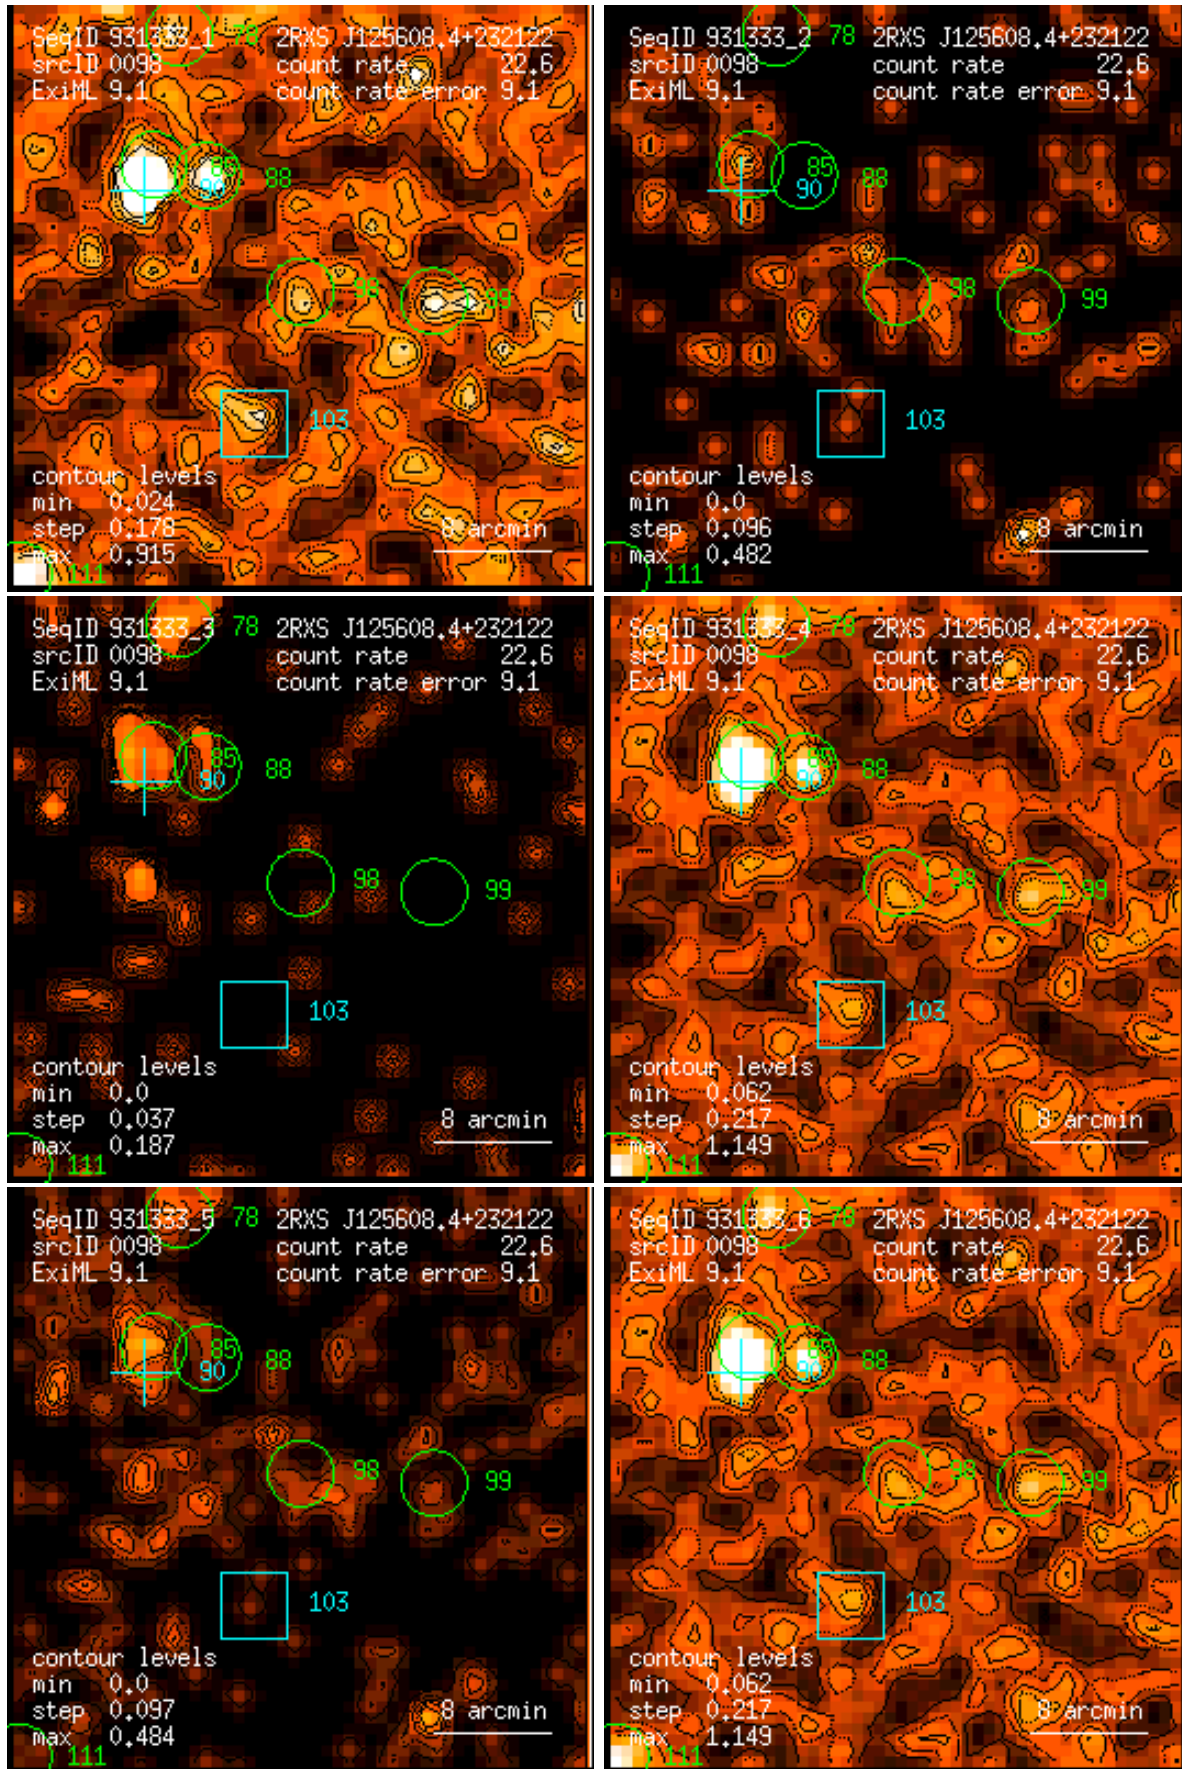 SeqID 931333_1 78 2RXS J125608.4+232122
srcID 0098 count rate 22.6
ExiML 9.1 count rate error 9.1
85
90 88
98
99
103
contour levels
min 0.024
step 0.178 8 arcmin
max 0.915
111
SeqID 931333_2 78 2RXS J125608.4+232122
srcID 0098 count rate 22.6
ExiML 9.1 count rate error 9.1
85
90 88
98
99
103
contour levels
min 0.0
step 0.096 8 arcmin
max 0.482
111
SeqID 931333_3 78 2RXS J125608.4+232122
srcID 0098 count rate 22.6
ExiML 9.1 count rate error 9.1
85
90 88
98
99
103
contour levels
min 0.0
step 0.037 8 arcmin
max 0.187
111
SeqID 931333_4 78 2RXS J125608.4+232122
srcID 0098 count rate 22.6
ExiML 9.1 count rate error 9.1
85
90 88
98
99
103
contour levels
min 0.062
step 0.217 8 arcmin
max 1.149
111
SeqID 931333_5 78 2RXS J125608.4+232122
srcID 0098 count rate 22.6
ExiML 9.1 count rate error 9.1
85
90 88
98
99
103
contour levels
min 0.0
step 0.097 8 arcmin
max 0.484
111
SeqID 931333_6 78 2RXS J125608.4+232122
srcID 0098 count rate 22.6
ExiML 9.1 count rate error 9.1
85
90 88
98
99
103
contour levels
min 0.062
step 0.217 8 arcmin
max 1.149
111